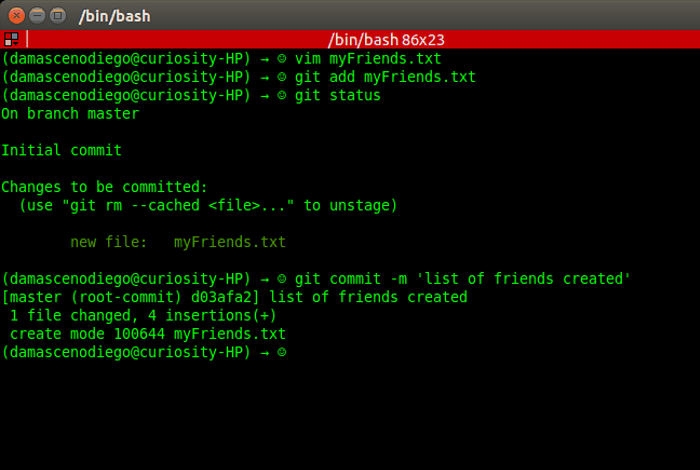 /bin/bash
/bin/bash 86x23
(damascenodiego@curiosity-HP) → ☺ vim myFriends.txt
(damascenodiego@curiosity-HP) → ☺ git add myFriends.txt
(damascenodiego@curiosity-HP) → ☺ git status
On branch master
Initial commit
Changes to be committed:
  (use "git rm --cached <file>..." to unstage)
        new file:   myFriends.txt
(damascenodiego@curiosity-HP) → ☺ git commit -m 'list of friends created'
[master (root-commit) d03afa2] list of friends created
 1 file changed, 4 insertions(+)
 create mode 100644 myFriends.txt
(damascenodiego@curiosity-HP) → ☺